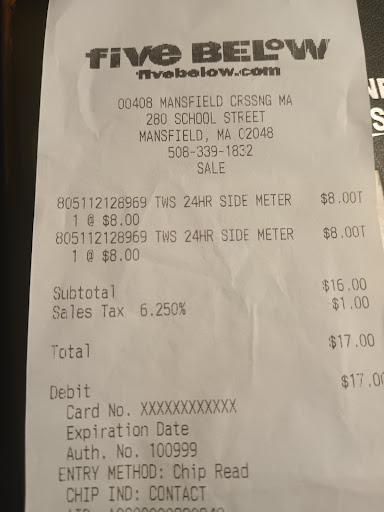 five BELOW
fivebelow.com
00408 MANSFIELD CRSSNG MA
280 SCHOOL STREET
MANSFIELD, MA 02048
508-339-1832
SALE
805112128969 TWS 24HR SIDE METER $8.00T
1 @ $8.00
805112128969 TWS 24HR SIDE METER $8.00T
1 @ $8.00
Subtotal $16.00
Sales Tax 6.250% $1.00
Total $17.00
Debit $17.0
Card No. XXXXXXXXXXXX
Expiration Date
Auth. No. 100999
ENTRY METHOD: Chip Read
CHIP IND: CONTACT